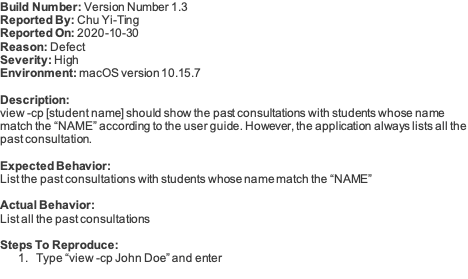 Build Number: Version Number 1.3
Reported By: Chu Yi-Ting
Reported On: 2020-10-30
Reason: Defect
Severity: High
Environment: macOS version 10.15.7
Description:
view -cp [student name] should show the past consultations with students whose name
match the “NAME” according to the user guide. However, the application always lists all the
past consultation.
Expected Behavior:
List the past consultations with students whose name match the “NAME”
Actual Behavior:
List all the past consultations
Steps To Reproduce:
1. Type “view -cp John Doe” and enter